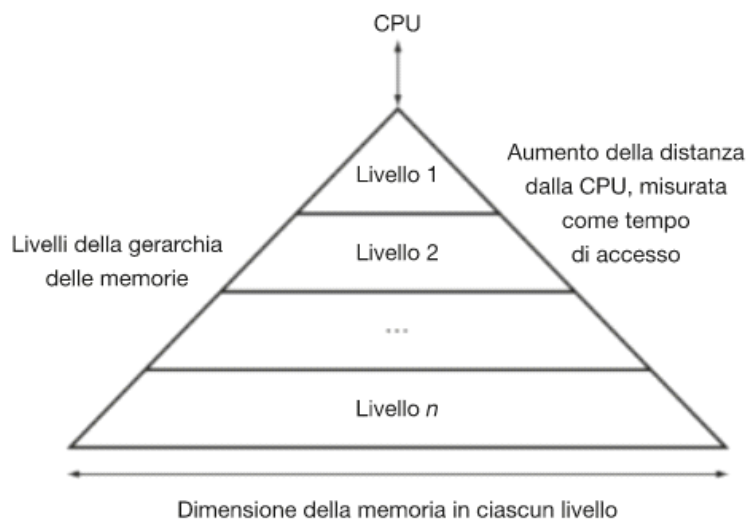 CPU
Livello 1
Aumento della distanza
dalla CPU, misurata
come tempo
di accesso
Livelli della gerarchia
delle memorie
Livello 2
...
Livello n
Dimensione della memoria in ciascun livello